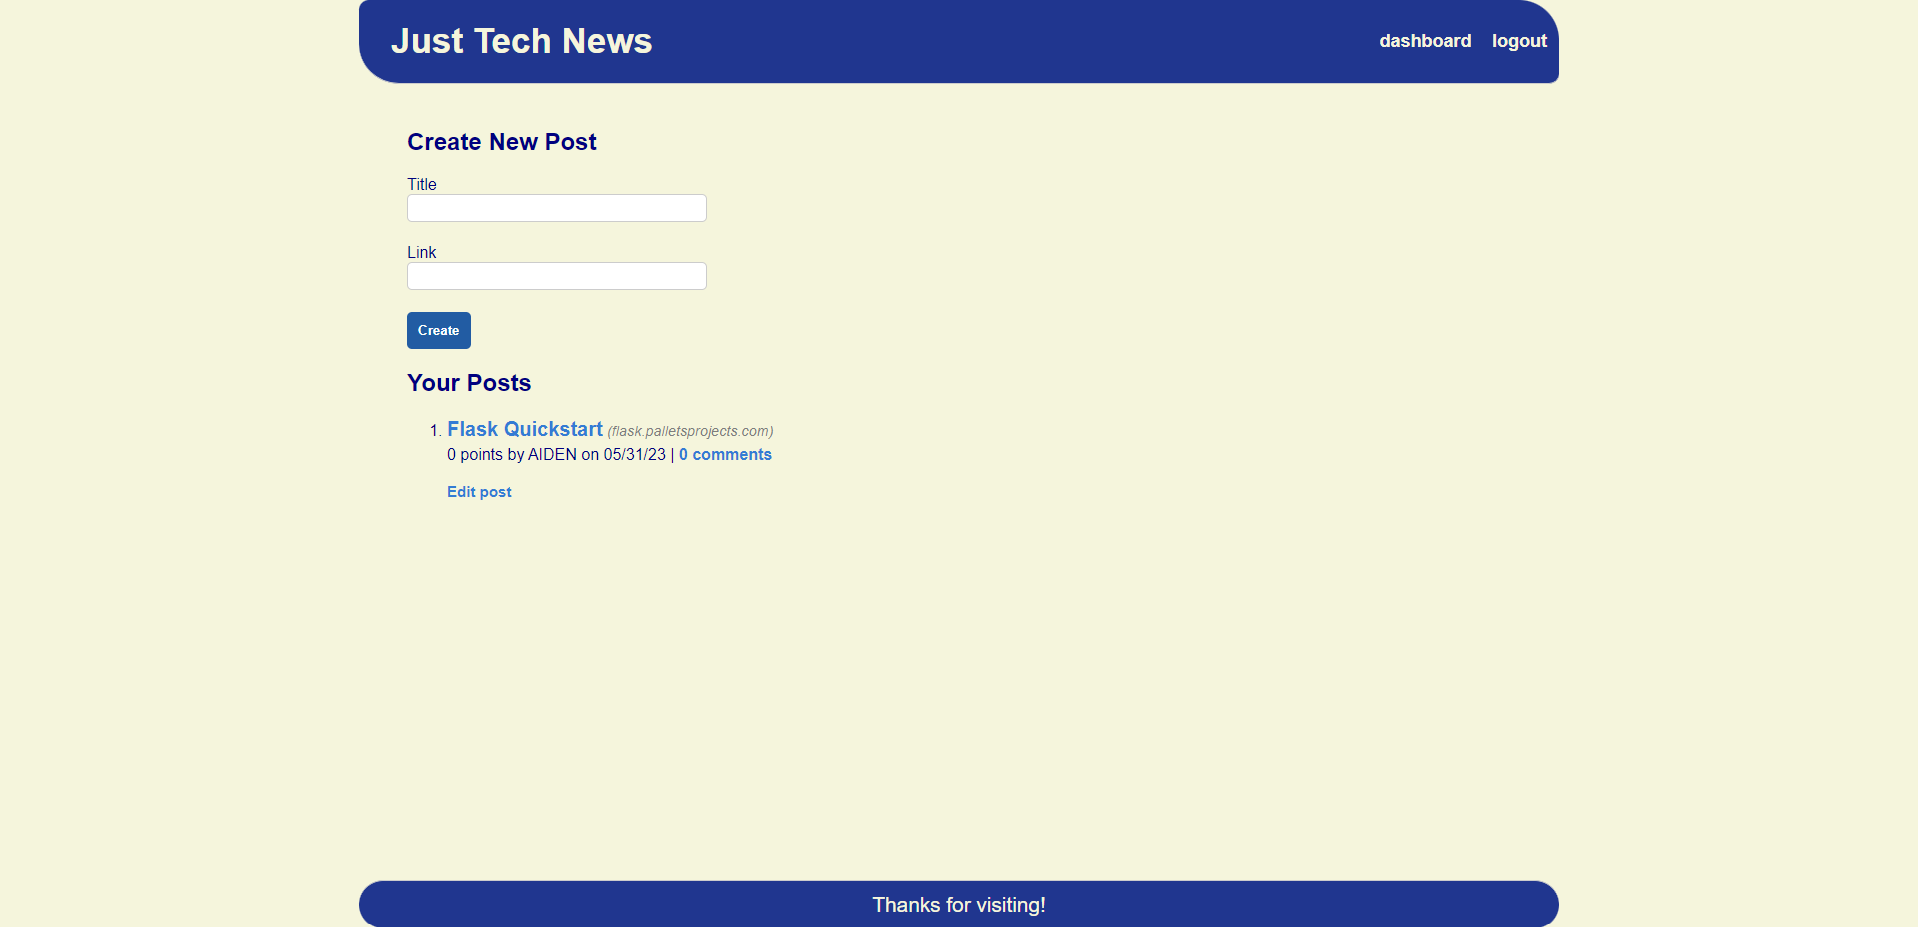 Just Tech News
dashboard logout
Create New Post
Title
Link
Create
Your Posts
1. Flask Quickstart (flask.palletsprojects.com)
0 points by AIDEN on 05/31/23 | 0 comments
Edit post
Thanks for visiting!